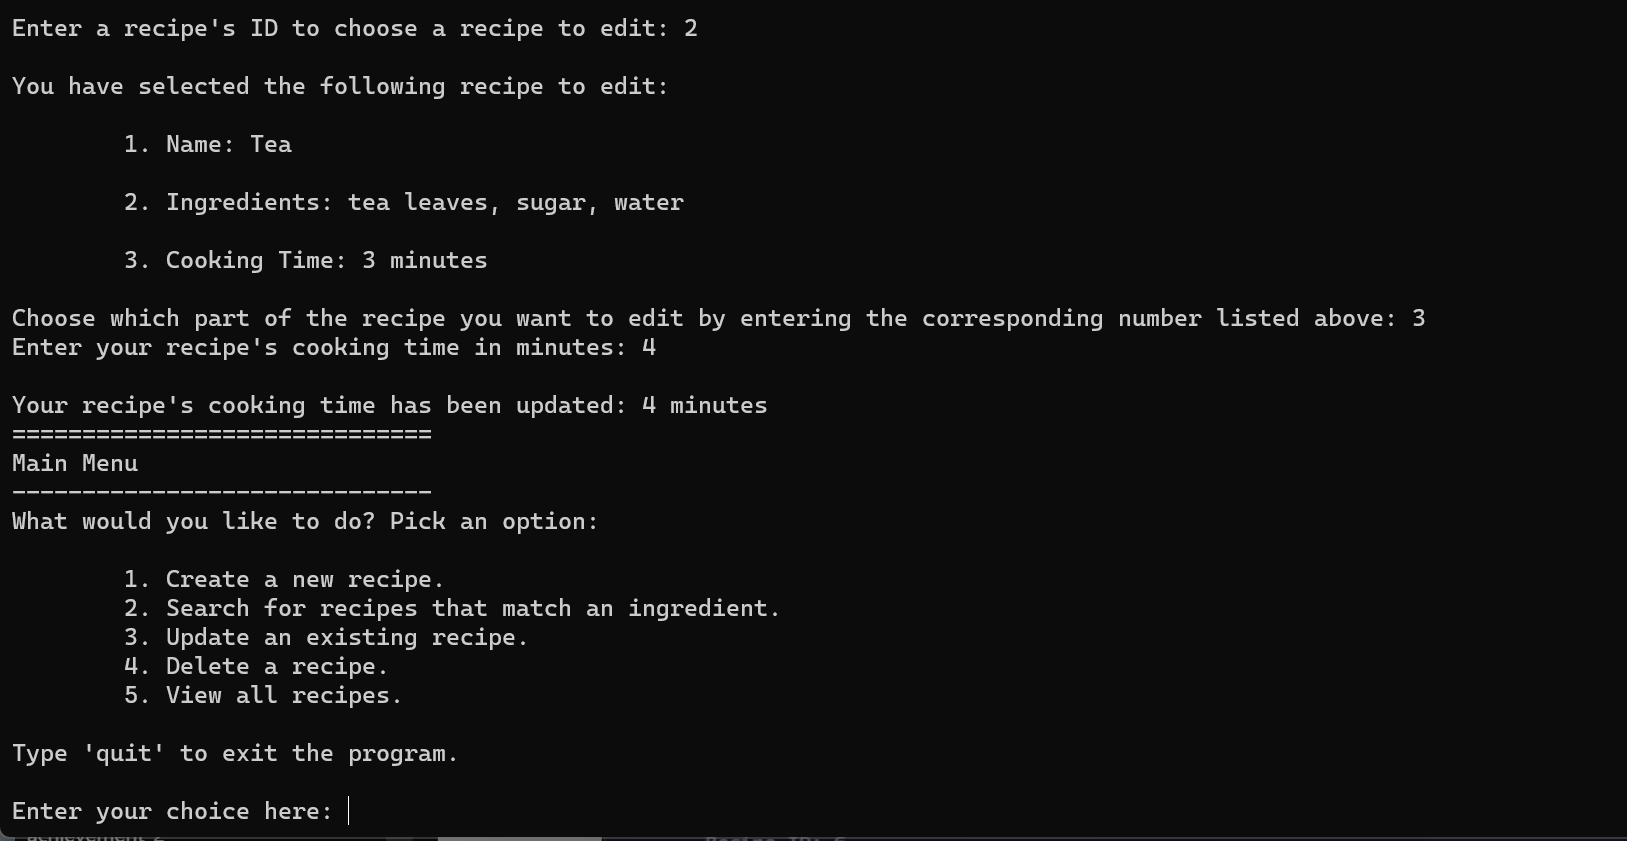 Enter a recipe's ID to choose a recipe to edit: 2
You have selected the following recipe to edit:
1. Name: Tea
2. Ingredients: tea leaves, sugar, water
3. Cooking Time: 3 minutes
Choose which part of the recipe you want to edit by entering the corresponding number listed above: 3
Enter your recipe's cooking time in minutes: 4
Your recipe's cooking time has been updated: 4 minutes
==============================
Main Menu
------------------------------
What would you like to do? Pick an option:
1. Create a new recipe.
2. Search for recipes that match an ingredient.
3. Update an existing recipe.
4. Delete a recipe.
5. View all recipes.
Type 'quit' to exit the program.
Enter your choice here: